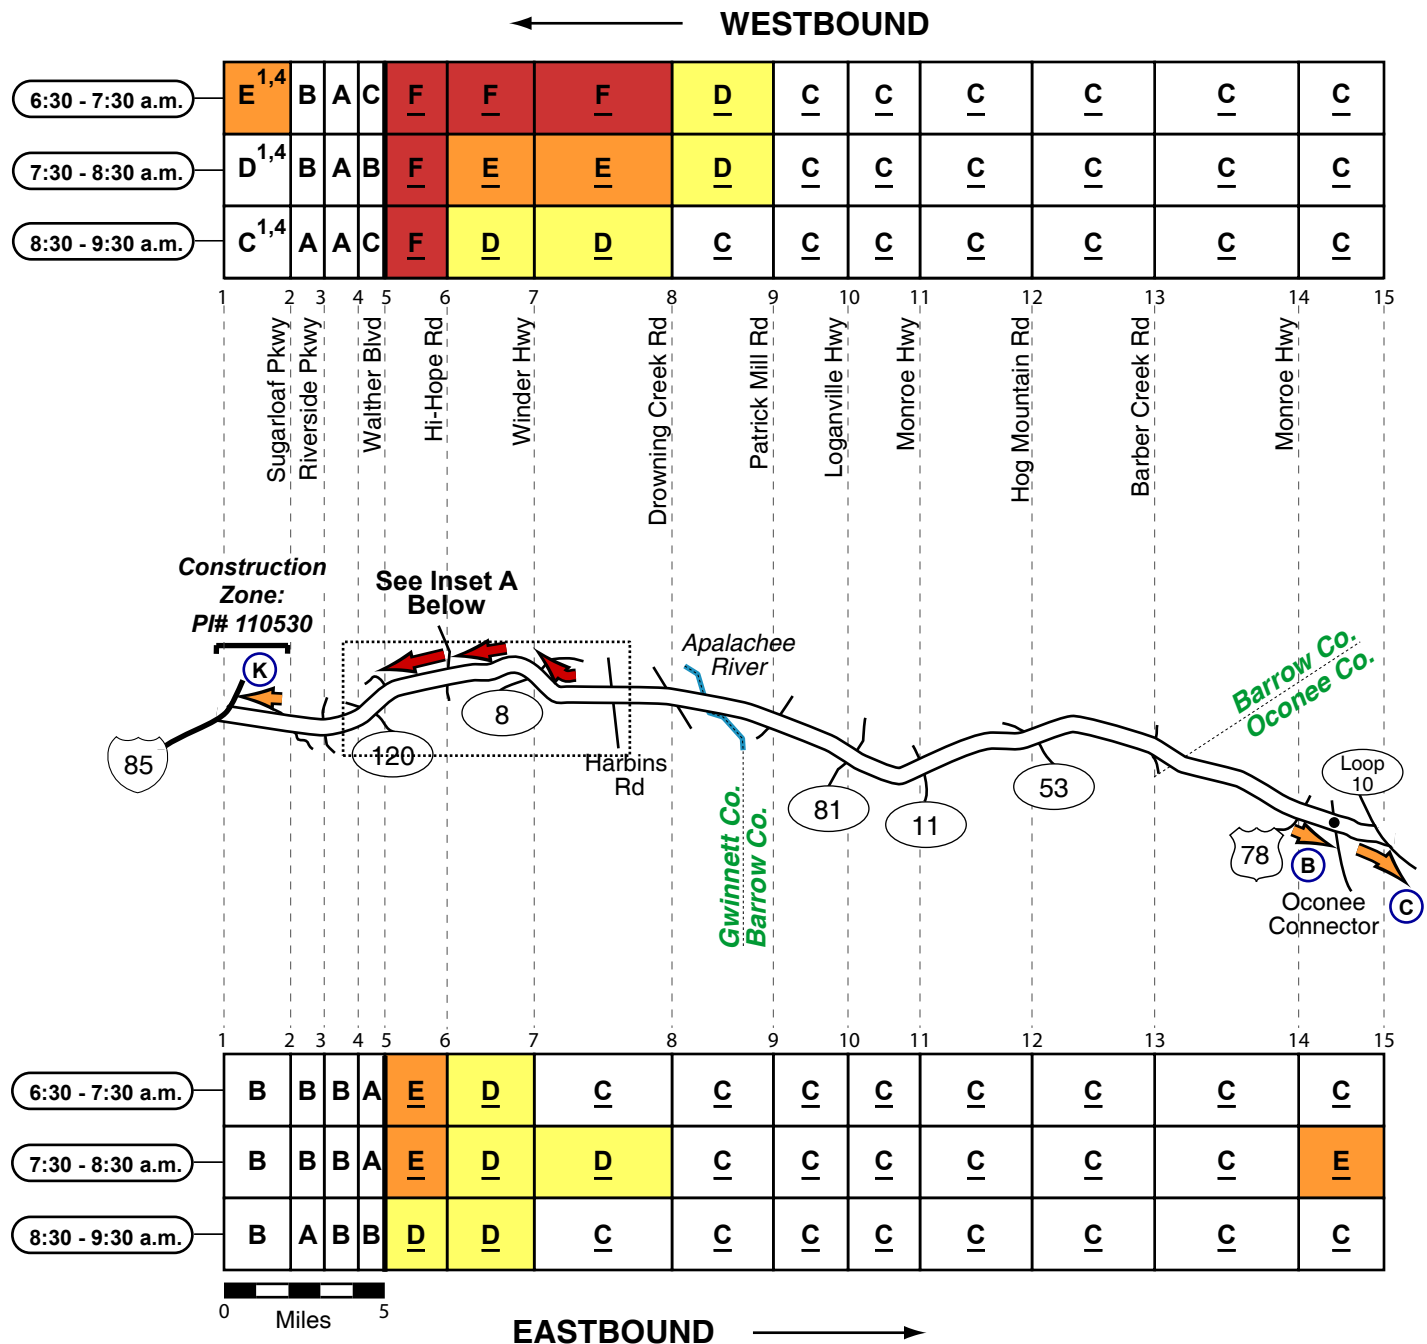 WESTBOUND
6:30 - 7:30 a.m. E1,4 B A C F F F D C C C C C C
7:30 - 8:30 a.m. D1,4 B A B F E E D C C C C C C
8:30 - 9:30 a.m. C1,4 A A C F D D C C C C C C C
1 2 3 4 5 6 7 8 9 10 11 12 13 14 15
Sugarloaf Pkwy
Riverside Pkwy
Walther Blvd
Hi-Hope Rd
Winder Hwy
Drowning Creek Rd
Patrick Mill Rd
Loganville Hwy
Monroe Hwy
Hog Mountain Rd
Barber Creek Rd
Monroe Hwy
Construction
Zone:
PI# 110530
See Inset A
Below
Apalachee
River
Barrow Co.
Oconee Co.
K
8
85
120
Harbins
Rd
Loop
10
53
81
11
78
B
C
Oconee
Connector
Gwinnett Co.
Barrow Co.
1 2 3 4 5 6 7 8 9 10 11 12 13 14 15
6:30 - 7:30 a.m. B B B A E D C C C C C C C C
7:30 - 8:30 a.m. B B B A E D D C C C C C C E
8:30 - 9:30 a.m. B A B B D D C C C C C C C C
0 Miles 5
EASTBOUND